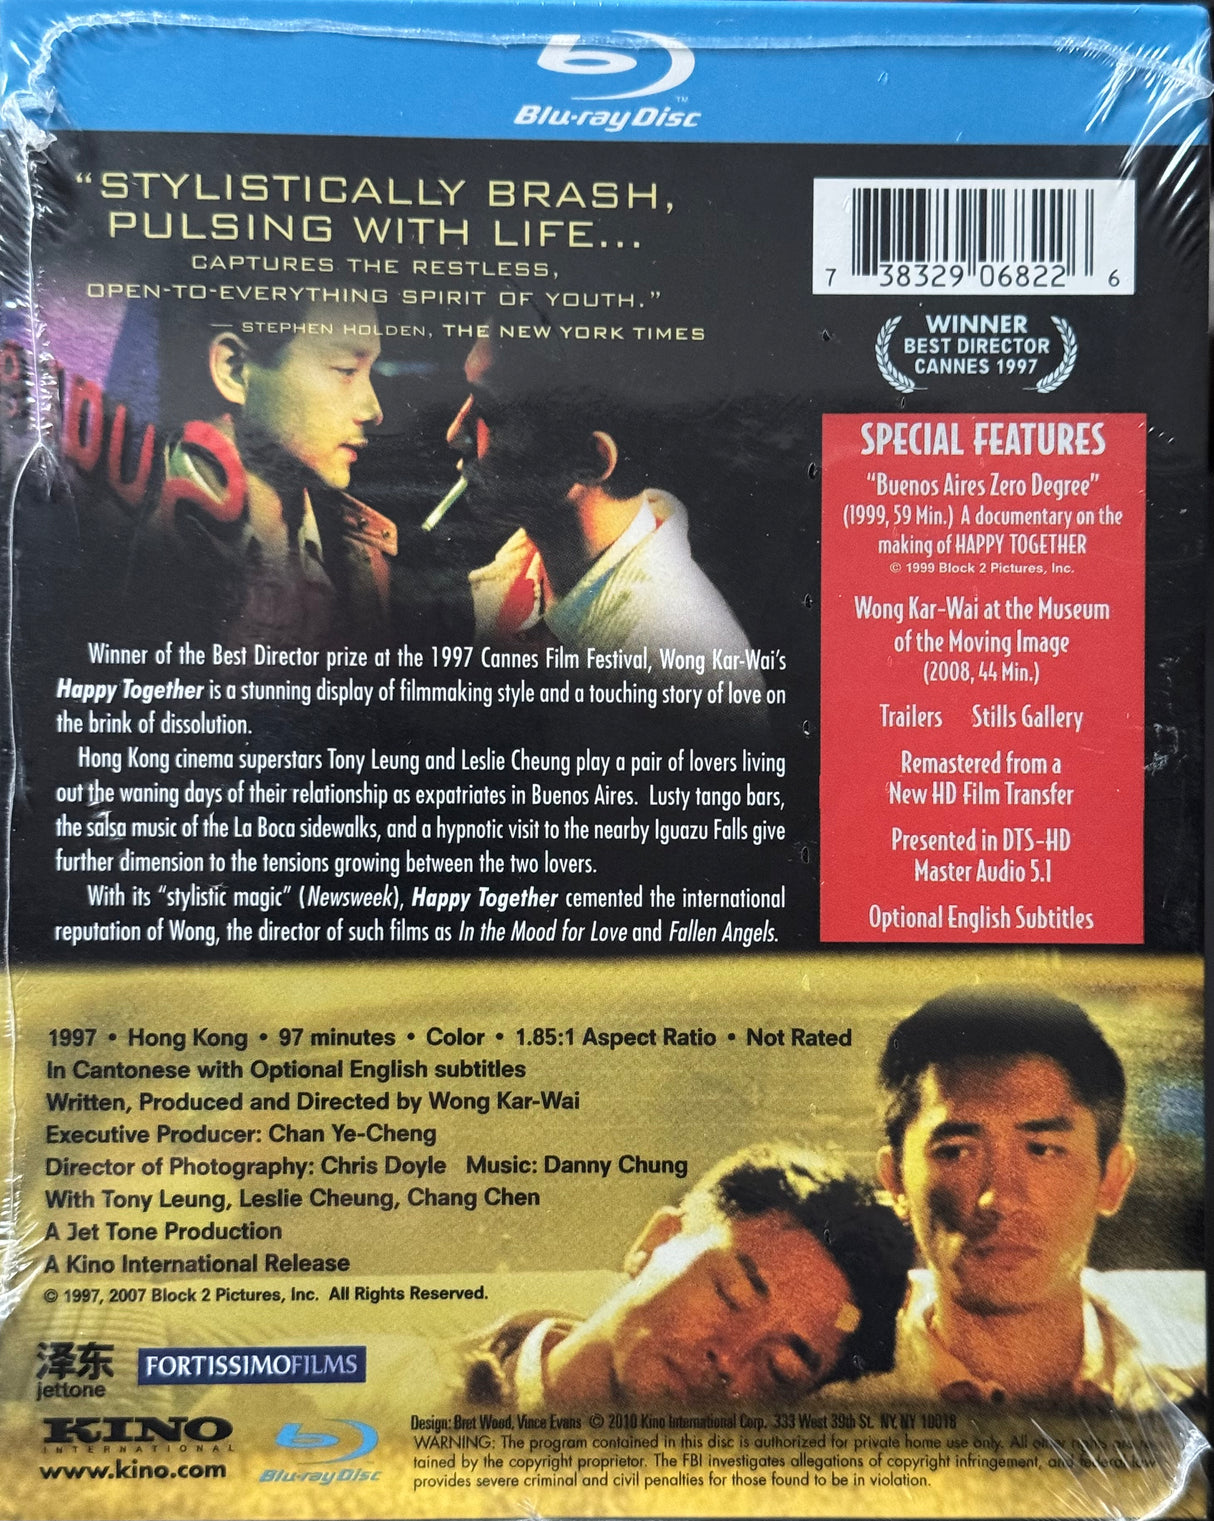 Blu-ray Disc™
“STYLISTICALLY BRASH,
PULSING WITH LIFE...
CAPTURES THE RESTLESS,
OPEN-TO-EVERYTHING SPIRIT OF YOUTH.”
— STEPHEN HOLDEN, THE NEW YORK TIMES
7 38329 06822 6
WINNER
BEST DIRECTOR
CANNES 1997
SPECIAL FEATURES
“Buenos Aires Zero Degree”
(1999, 59 Min.) A documentary on the
making of HAPPY TOGETHER
© 1999 Block 2 Pictures, Inc.
Wong Kar-Wai at the Museum
of the Moving Image
(2008, 44 Min.)
Trailers Stills Gallery
Remastered from a
New HD Film Transfer
Presented in DTS-HD
Master Audio 5.1
Optional English Subtitles
Winner of the Best Director prize at the 1997 Cannes Film Festival, Wong Kar-Wai's
Happy Together is a stunning display of filmmaking style and a touching story of love on
the brink of dissolution.
Hong Kong cinema superstars Tony Leung and Leslie Cheung play a pair of lovers living
out the waning days of their relationship as expatriates in Buenos Aires. Lusty tango bars,
the salsa music of the La Boca sidewalks, and a hypnotic visit to the nearby Iguazu Falls give
further dimension to the tensions growing between the two lovers.
With its “stylistic magic” (Newsweek), Happy Together cemented the international
reputation of Wong, the director of such films as In the Mood for Love and Fallen Angels.
1997 • Hong Kong • 97 minutes • Color • 1.85:1 Aspect Ratio • Not Rated
In Cantonese with Optional English subtitles
Written, Produced and Directed by Wong Kar-Wai
Executive Producer: Chan Ye-Cheng
Director of Photography: Chris Doyle Music: Danny Chung
With Tony Leung, Leslie Cheung, Chang Chen
A Jet Tone Production
A Kino International Release
© 1997, 2007 Block 2 Pictures, Inc. All Rights Reserved.
泽东
jettone
FORTISSIMOFILMS
KINO
INTERNATIONAL
www.kino.com
Blu-ray Disc
Design: Bret Wood, Vince Evans © 2010 Kino International Corp. 333 West 39th St. NY, NY 10018
WARNING: The program contained in this disc is authorized for private home use only. All other rights are re-
tained by the copyright proprietor. The FBI investigates allegations of copyright infringement, and federal law
provides severe criminal and civil penalties for those found to be in violation.